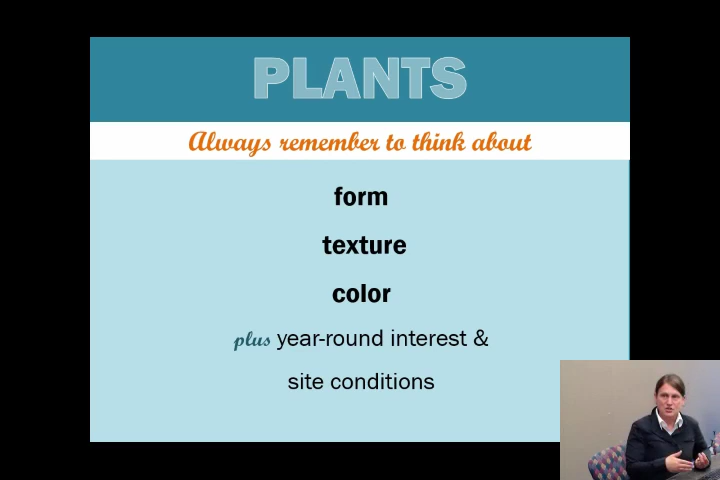 PLANTS
Always remember to think about
form
texture
color
plus year-round interest &
site conditions